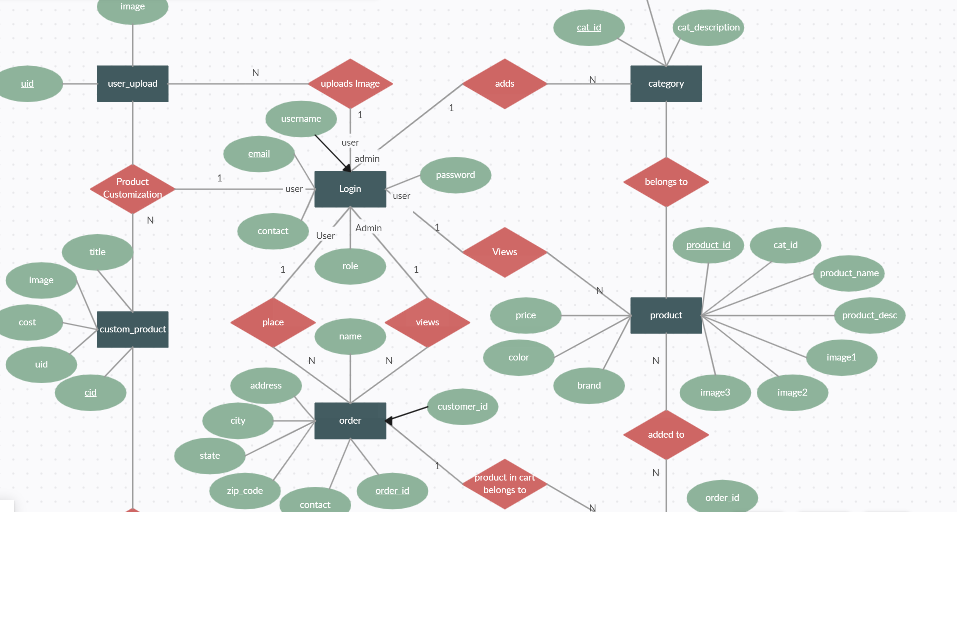 image
cat_id
cat_description
uid
user_upload
N
uploads Image
adds
N
category
1
1
username
user
admin
email
Product
Customization
1
user
Login
password
user
belongs to
N
contact
User
Admin
1
title
role
Views
product_id
cat_id
Image
1
1
product_name
N
cost
custom_product
place
name
views
price
product
product_desc
uid
N
N
color
N
image1
cid
address
brand
image3
image2
customer_id
city
order
added to
state
1
N
product in cart
belongs to
zip_code
order_id
order_id
contact
N